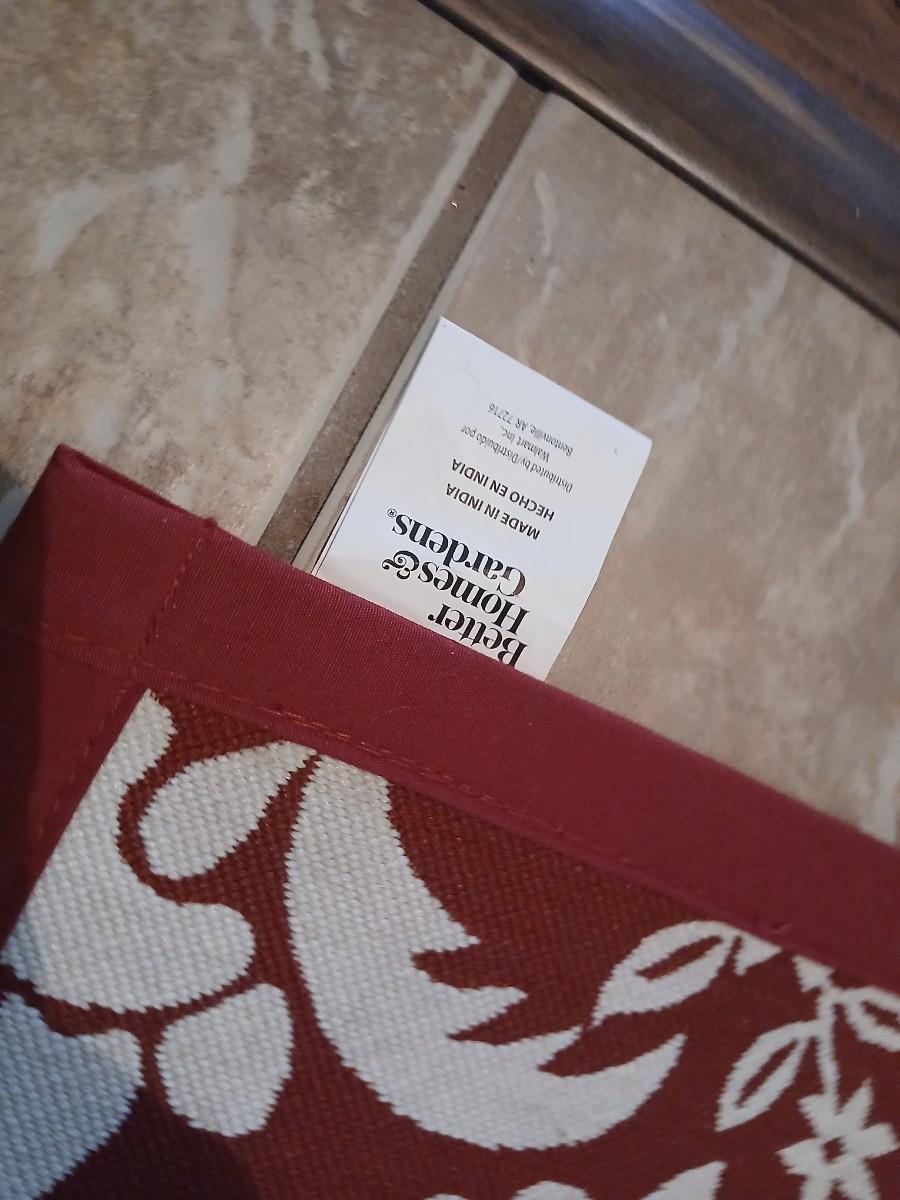 Better
Homes&
Gardens®
MADE IN INDIA
HECHO EN INDIA
Distributed by/Distribuido por
Walmart Inc.,
Bentonville, AR 72716